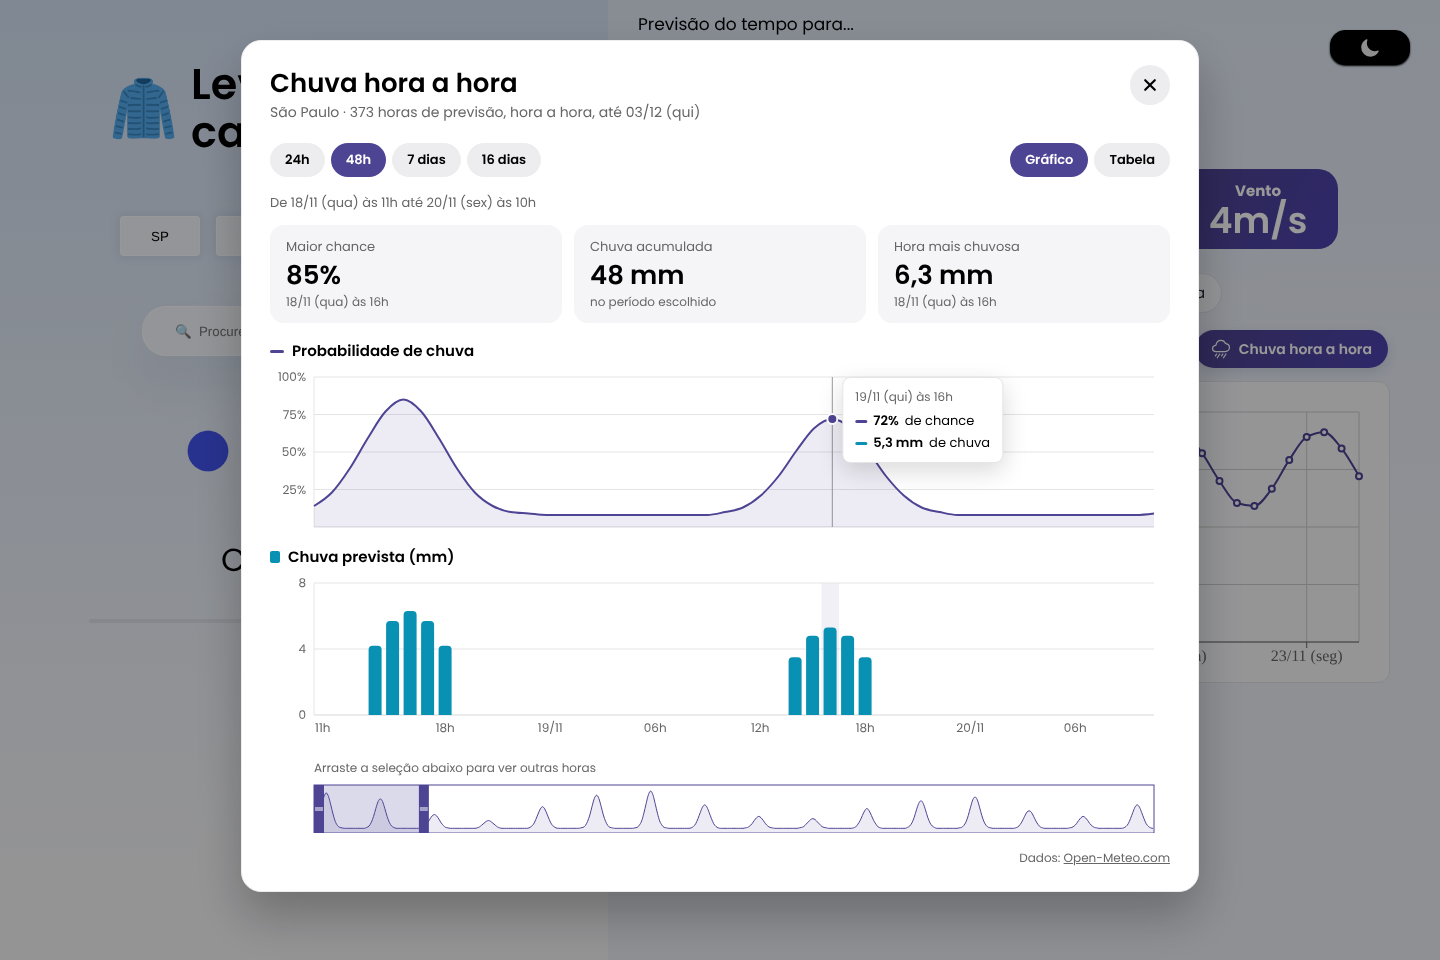 Previsão do tempo para...
Chuva hora a hora
São Paulo · 373 horas de previsão, hora a hora, até 03/12 (qui)
24h 48h 7 dias 16 dias Gráfico Tabela
De 18/11 (qua) às 11h até 20/11 (sex) às 10h
Maior chance
85%
18/11 (qua) às 16h
Chuva acumulada
48 mm
no período escolhido
Hora mais chuvosa
6,3 mm
18/11 (qua) às 16h
Probabilidade de chuva
100%
75%
50%
25%
19/11 (qui) às 16h
72% de chance
5,3 mm de chuva
Chuva prevista (mm)
8
4
0
11h 18h 19/11 06h 12h 18h 20/11 06h
Arraste a seleção abaixo para ver outras horas
Dados: Open-Meteo.com
SP
Vento
4m/s
Chuva hora a hora
23/11 (seg)